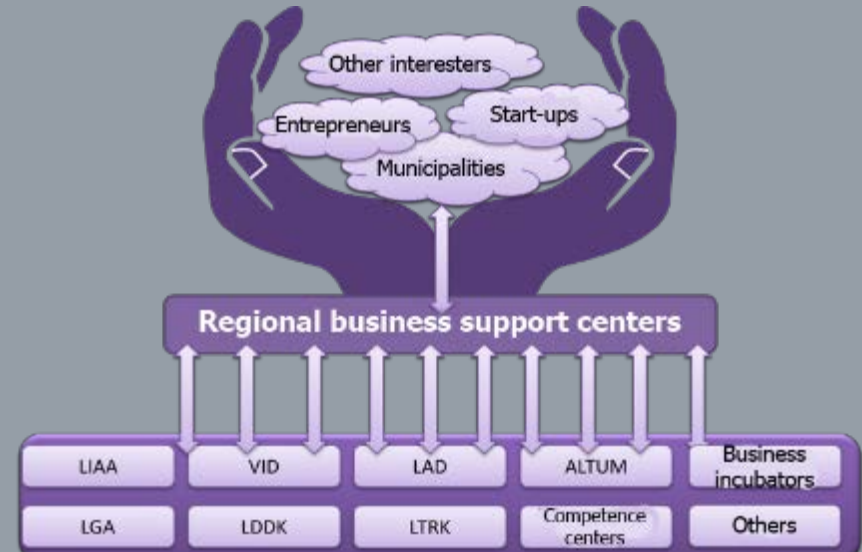 Other interesters
Entrepreneurs
Start-ups
Municipalities
Regional business support centers
LIAA
VID
LAD
ALTUM
Business
incubators
LGA
LDDK
LTRK
Competence
centers
Others